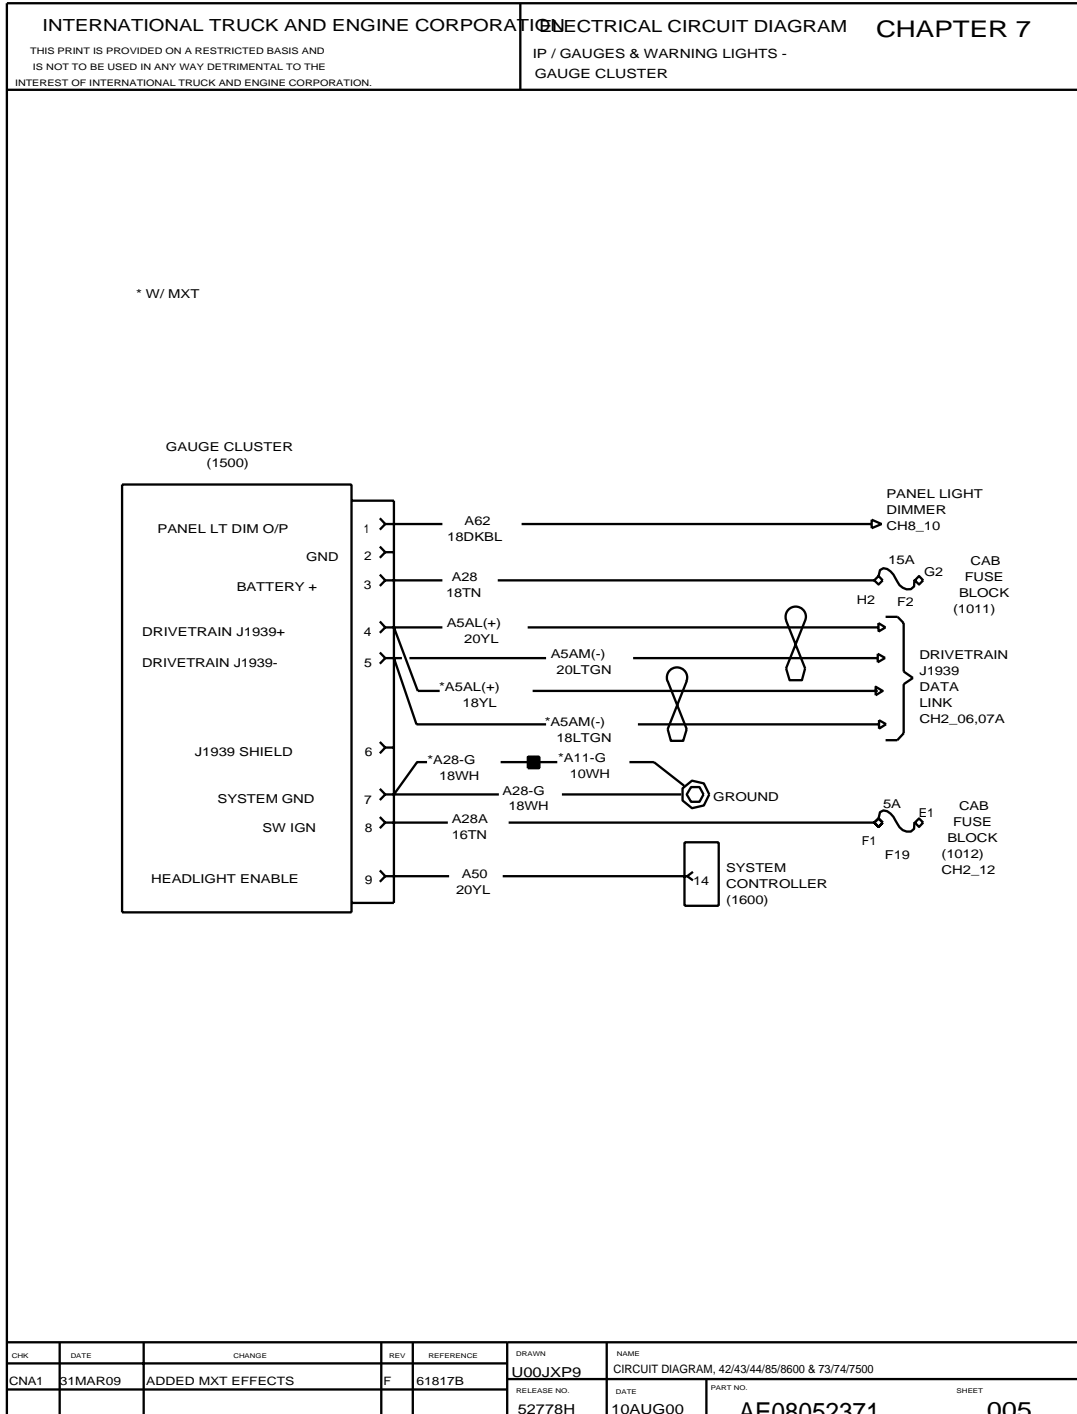 INTERNATIONAL TRUCK AND ENGINE CORPORATION
THIS PRINT IS PROVIDED ON A RESTRICTED BASIS AND
IS NOT TO BE USED IN ANY WAY DETRIMENTAL TO THE
INTEREST OF INTERNATIONAL TRUCK AND ENGINE CORPORATION.
ELECTRICAL CIRCUIT DIAGRAM
CHAPTER 7
IP / GAUGES & WARNING LIGHTS -
GAUGE CLUSTER
* W/ MXT
GAUGE CLUSTER
(1500)
PANEL LT DIM O/P 1
A62
18DKBL
PANEL LIGHT
DIMMER
CH8_10
GND 2
BATTERY + 3
A28
18TN
15A
G2
H2
F2
CAB
FUSE
BLOCK
(1011)
DRIVETRAIN J1939+ 4
A5AL(+)
20YL
DRIVETRAIN J1939- 5
A5AM(-)
20LTGN
*A5AL(+)
18YL
*A5AM(-)
18LTGN
DRIVETRAIN
J1939
DATA
LINK
CH2_06,07A
J1939 SHIELD 6
*A28-G
18WH
*A11-G
10WH
SYSTEM GND 7
A28-G
18WH
GROUND
SW IGN 8
A28A
16TN
5A
E1
F1
F19
CAB
FUSE
BLOCK
(1012)
CH2_12
HEADLIGHT ENABLE 9
A50
20YL
14
SYSTEM
CONTROLLER
(1600)
CHK DATE CHANGE REV REFERENCE
CNA1 31MAR09 ADDED MXT EFFECTS F 61817B
DRAWN
U00JXP9
NAME
CIRCUIT DIAGRAM, 42/43/44/85/8600 & 73/74/7500
RELEASE NO.
52778H
DATE
10AUG00
PART NO.
AE08052371
SHEET
005